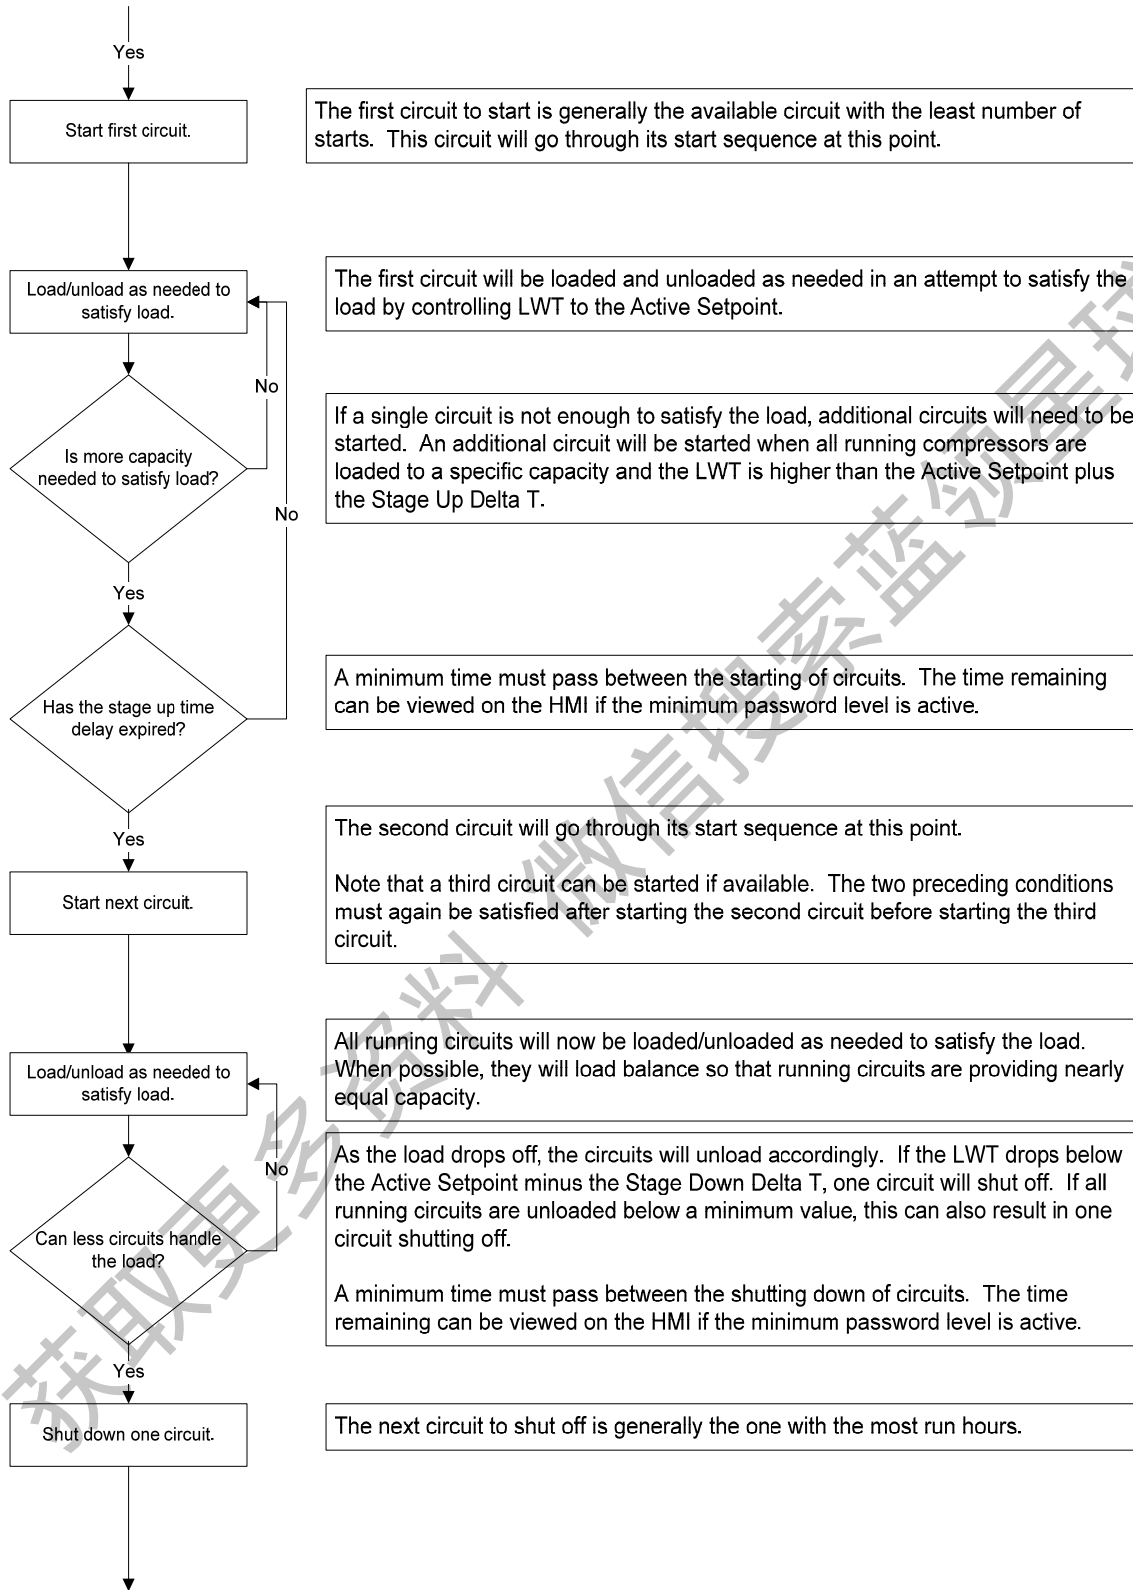 Yes
Start first circuit.
The first circuit to start is generally the available circuit with the least number of
starts.  This circuit will go through its start sequence at this point.
Load/unload as needed to
satisfy load.
The first circuit will be loaded and unloaded as needed in an attempt to satisfy the
load by controlling LWT to the Active Setpoint.
No
Is more capacity
needed to satisfy load?
If a single circuit is not enough to satisfy the load, additional circuits will need to be
started.  An additional circuit will be started when all running compressors are
loaded to a specific capacity and the LWT is higher than the Active Setpoint plus
the Stage Up Delta T.
No
Yes
Has the stage up time
delay expired?
A minimum time must pass between the starting of circuits.  The time remaining
can be viewed on the HMI if the minimum password level is active.
Yes
Start next circuit.
The second circuit will go through its start sequence at this point.
Note that a third circuit can be started if available.  The two preceding conditions
must again be satisfied after starting the second circuit before starting the third
circuit.
Load/unload as needed to
satisfy load.
All running circuits will now be loaded/unloaded as needed to satisfy the load.
When possible, they will load balance so that running circuits are providing nearly
equal capacity.
No
Can less circuits handle
the load?
As the load drops off, the circuits will unload accordingly.  If the LWT drops below
the Active Setpoint minus the Stage Down Delta T, one circuit will shut off.  If all
running circuits are unloaded below a minimum value, this can also result in one
circuit shutting off.
A minimum time must pass between the shutting down of circuits.  The time
remaining can be viewed on the HMI if the minimum password level is active.
Yes
Shut down one circuit.
The next circuit to shut off is generally the one with the most run hours.
获取更多资料 微信搜索蓝领星球